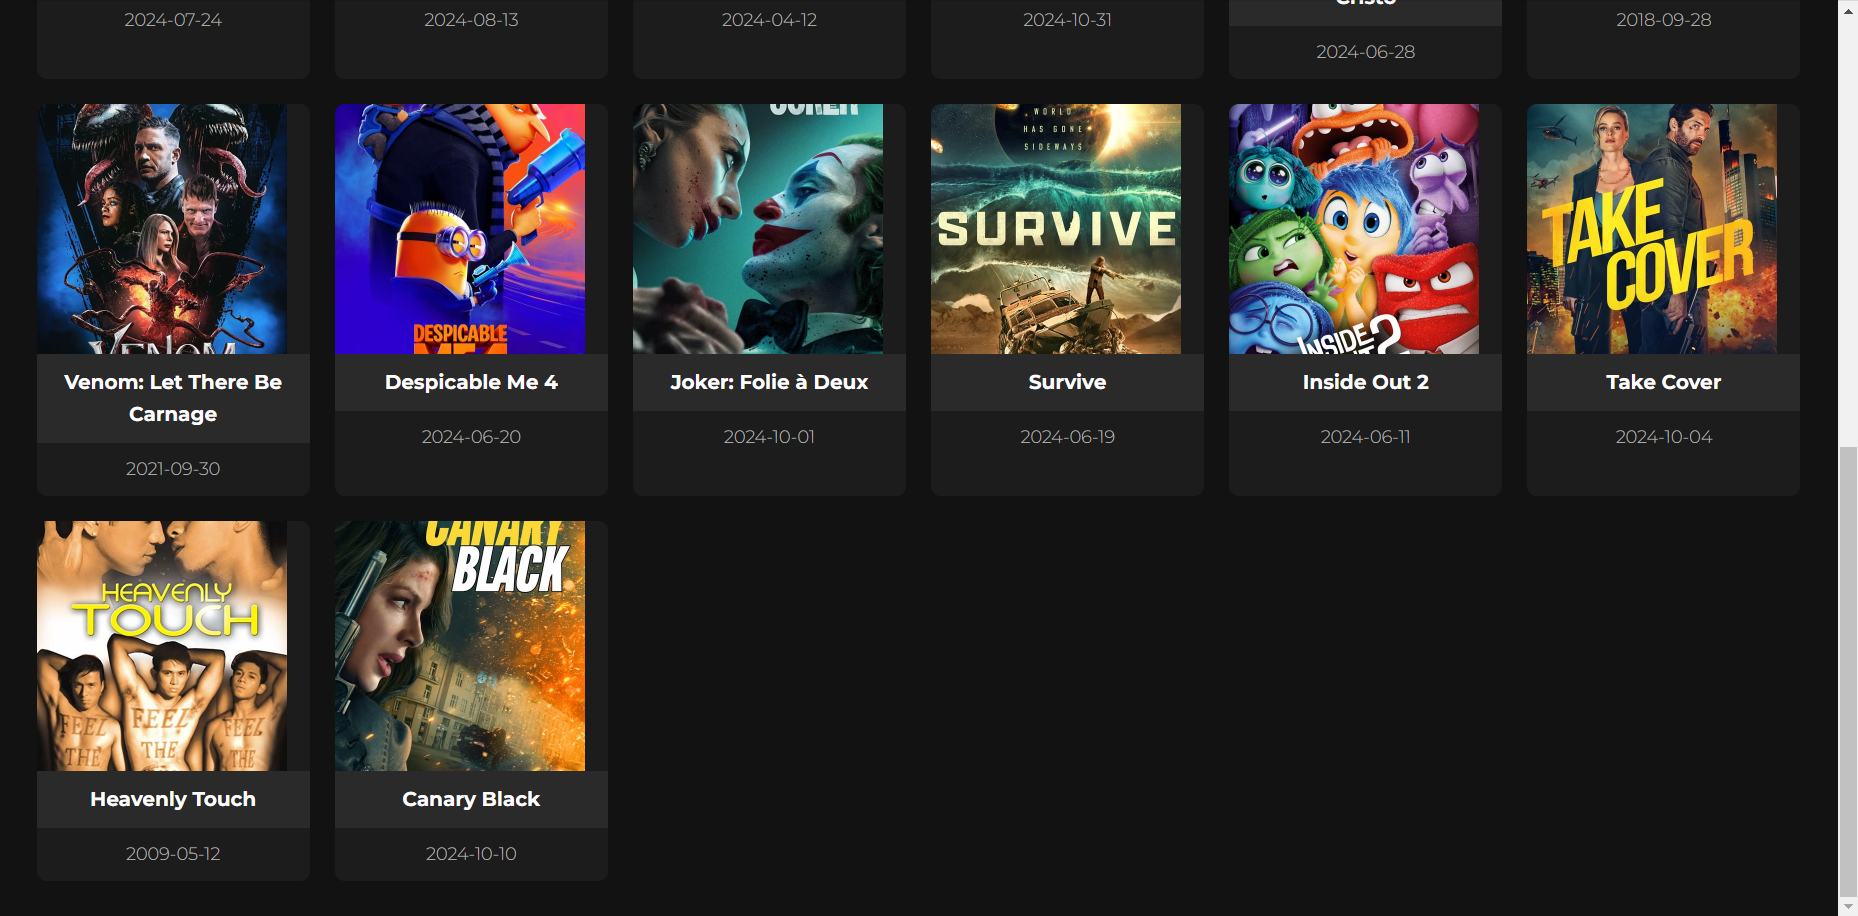 2024-07-24
2024-08-13
2024-04-12
2024-10-31
Cristo
2024-06-28
2018-09-28
VENOM
DESPICABLE
ME 4
JOKER
WORLD
HAS GONE
SIDEWAYS
SURVIVE
INSIDE
OUT 2
TAKE
COVER
Venom: Let There Be
Carnage
Despicable Me 4
Joker: Folie à Deux
Survive
Inside Out 2
Take Cover
2021-09-30
2024-06-20
2024-10-01
2024-06-19
2024-06-11
2024-10-04
HEAVENLY
TOUCH
FEEL
THE
FEEL
THE
FEEL
THE
CANARY
BLACK
Heavenly Touch
Canary Black
2009-05-12
2024-10-10